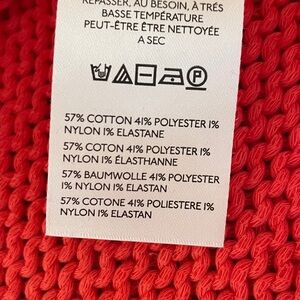 REPASSER, AU BESOIN, À TRÉS
BASSE TEMPÉRATURE
PEUT-ÊTRE ÊTRE NETTOYÉE
A SEC
P
57% COTTON 41% POLYESTER 1%
NYLON 1% ELASTANE
57% COTON 41% POLYESTER 1%
NYLON 1% ÉLASTHANNE
57% BAUMWOLLE 41% POLYESTER
1% NYLON 1% ELASTAN
57% COTONE 41% POLIESTERE 1%
NYLON 1% ELASTAN